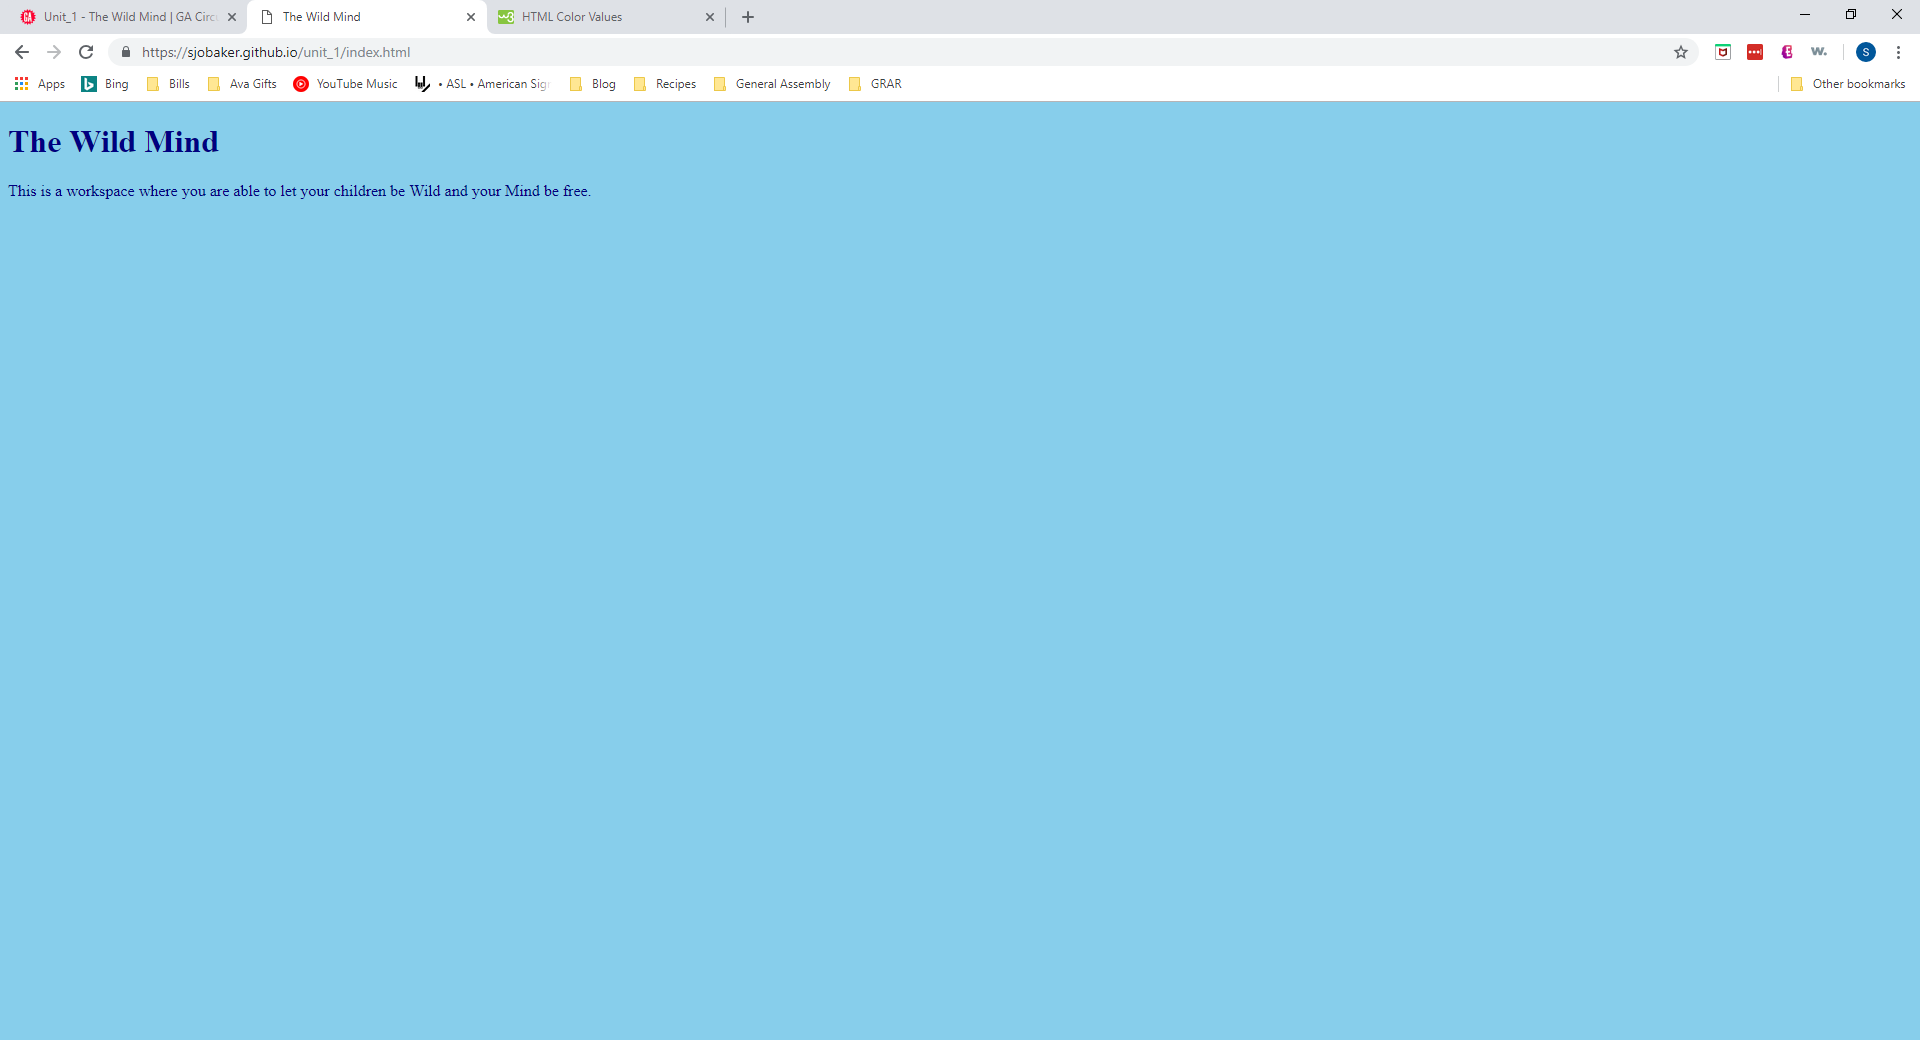 Unit_1 - The Wild Mind | GA Circ
The Wild Mind
HTML Color Values
https://sjobaker.github.io/unit_1/index.html
S
Apps
Bing
Bills
Ava Gifts
YouTube Music
• ASL • American Sig
Blog
Recipes
General Assembly
GRAR
Other bookmarks
The Wild Mind
This is a workspace where you are able to let your children be Wild and your Mind be free.